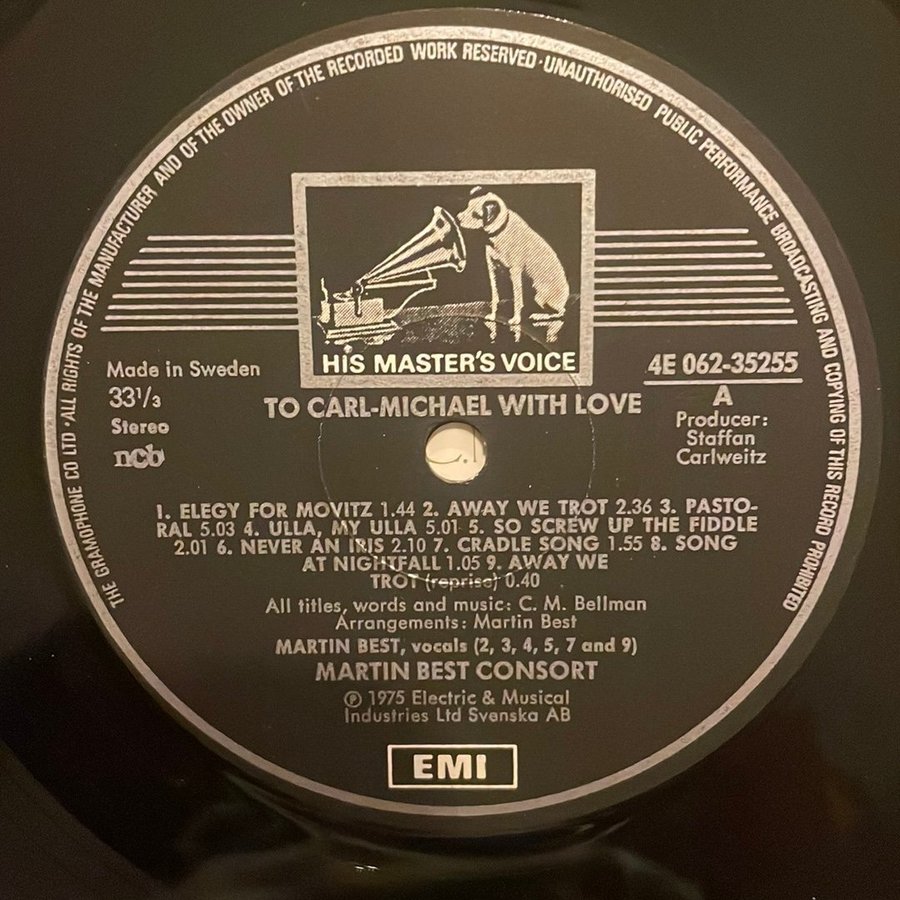 THE GRAMOPHONE CO LTD · ALL RIGHTS OF THE MANUFACTURER AND OF THE OWNER OF THE RECORDED WORK RESERVED · UNAUTHORISED PUBLIC PERFORMANCE BROADCASTING AND COPYING OF THIS RECORD PROHIBITED
HIS MASTER'S VOICE
Made in Sweden
33 1/3
Stereo
ncb
4E 062-35255
A
Producer:
Staffan
Carlweitz
TO CARL-MICHAEL WITH LOVE
1. ELEGY FOR MOVITZ 1.44 2. AWAY WE TROT 2.36 3. PASTO-
RAL 5.03 4. ULLA, MY ULLA 5.01 5. SO SCREW UP THE FIDDLE
2.01 6. NEVER AN IRIS 2.10 7. CRADLE SONG 1.55 8. SONG
AT NIGHTFALL 1.05 9. AWAY WE
TROT (reprise) 0.40
All titles, words and music: C. M. Bellman
Arrangements: Martin Best
MARTIN BEST, vocals (2, 3, 4, 5, 7 and 9)
MARTIN BEST CONSORT
℗ 1975 Electric & Musical
Industries Ltd Svenska AB
EMI